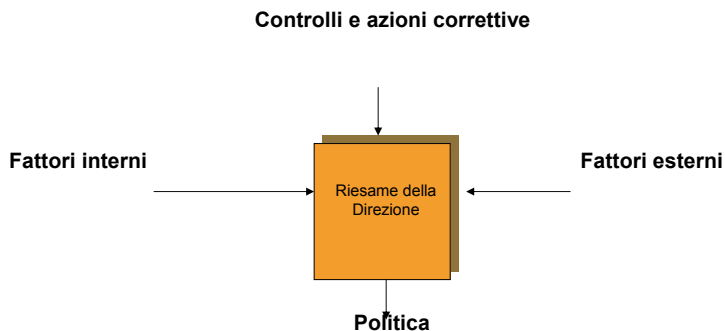 Controlli e azioni correttive
Fattori interni
Fattori esterni
Riesame della
Direzione
Politica